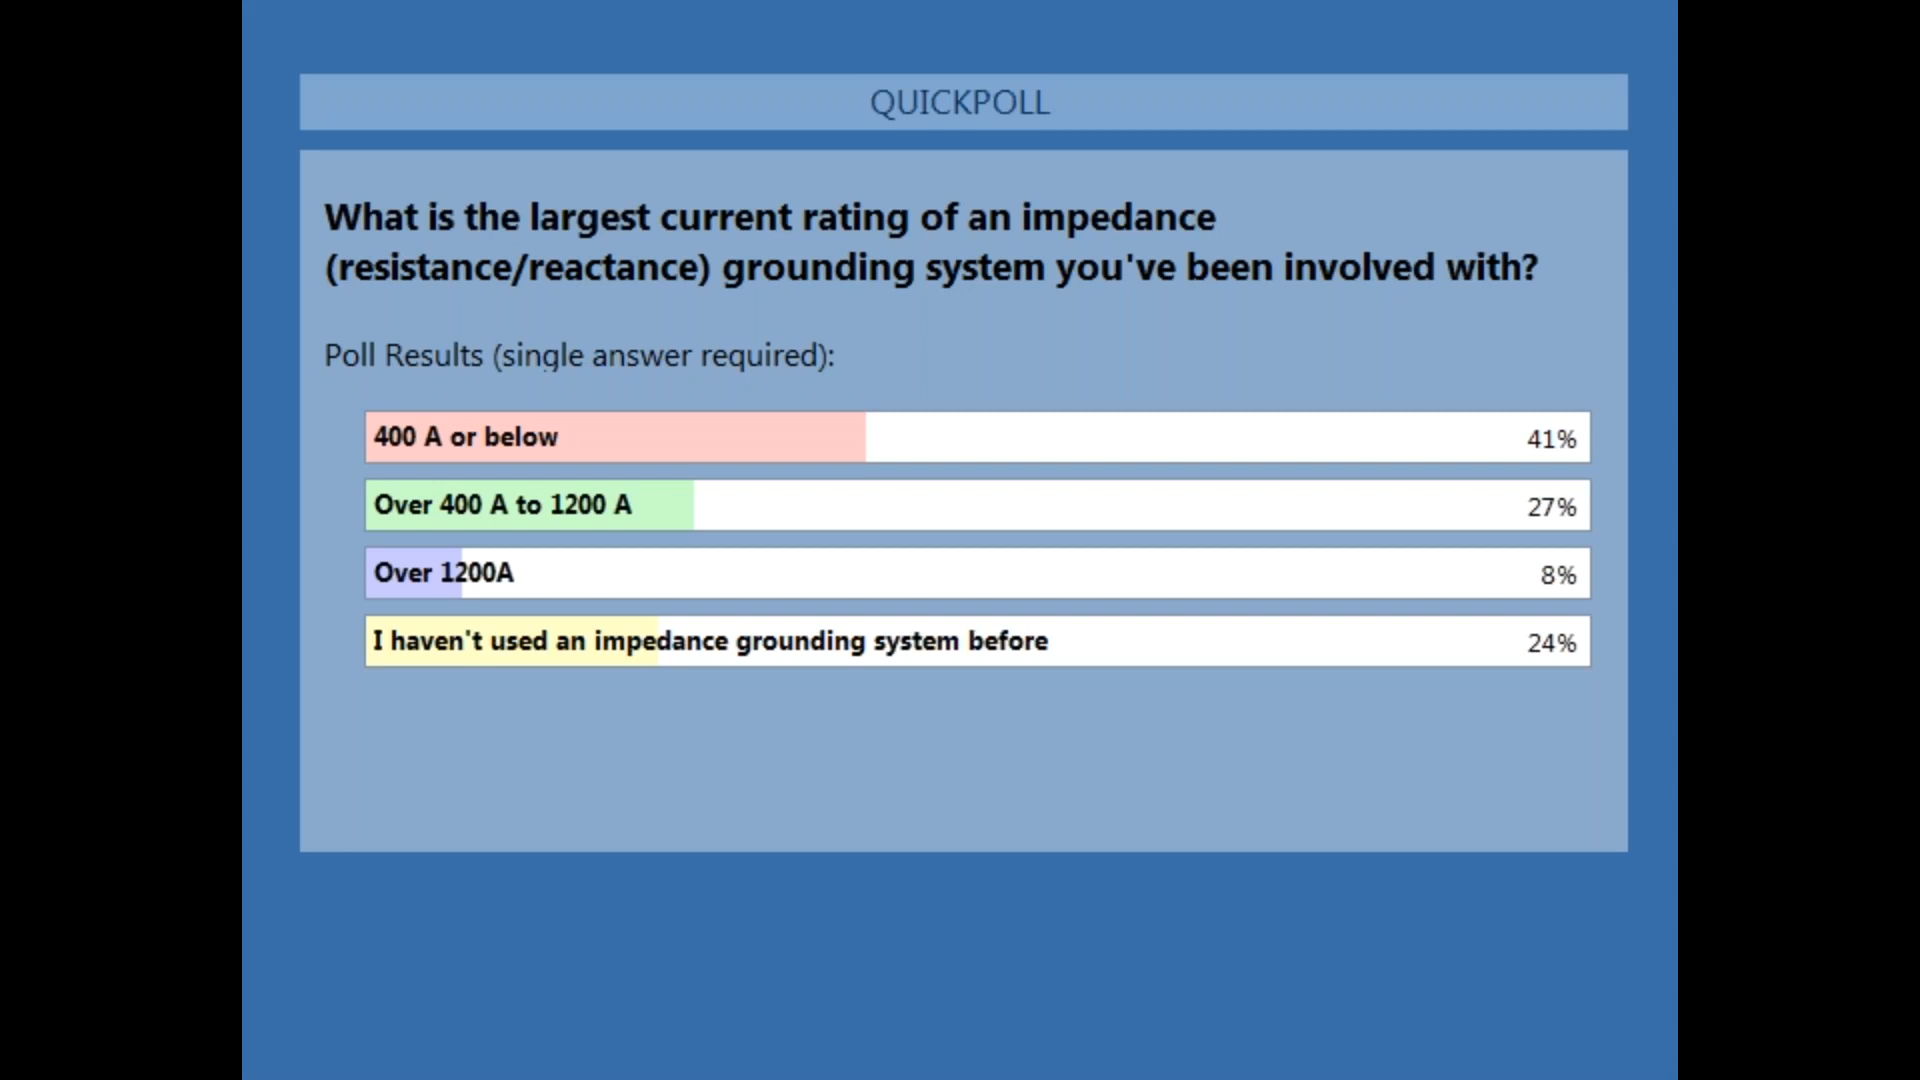 QUICKPOLL
What is the largest current rating of an impedance
(resistance/reactance) grounding system you've been involved with?
Poll Results (single answer required):
400 A or below 41%
Over 400 A to 1200 A 27%
Over 1200A 8%
I haven't used an impedance grounding system before 24%